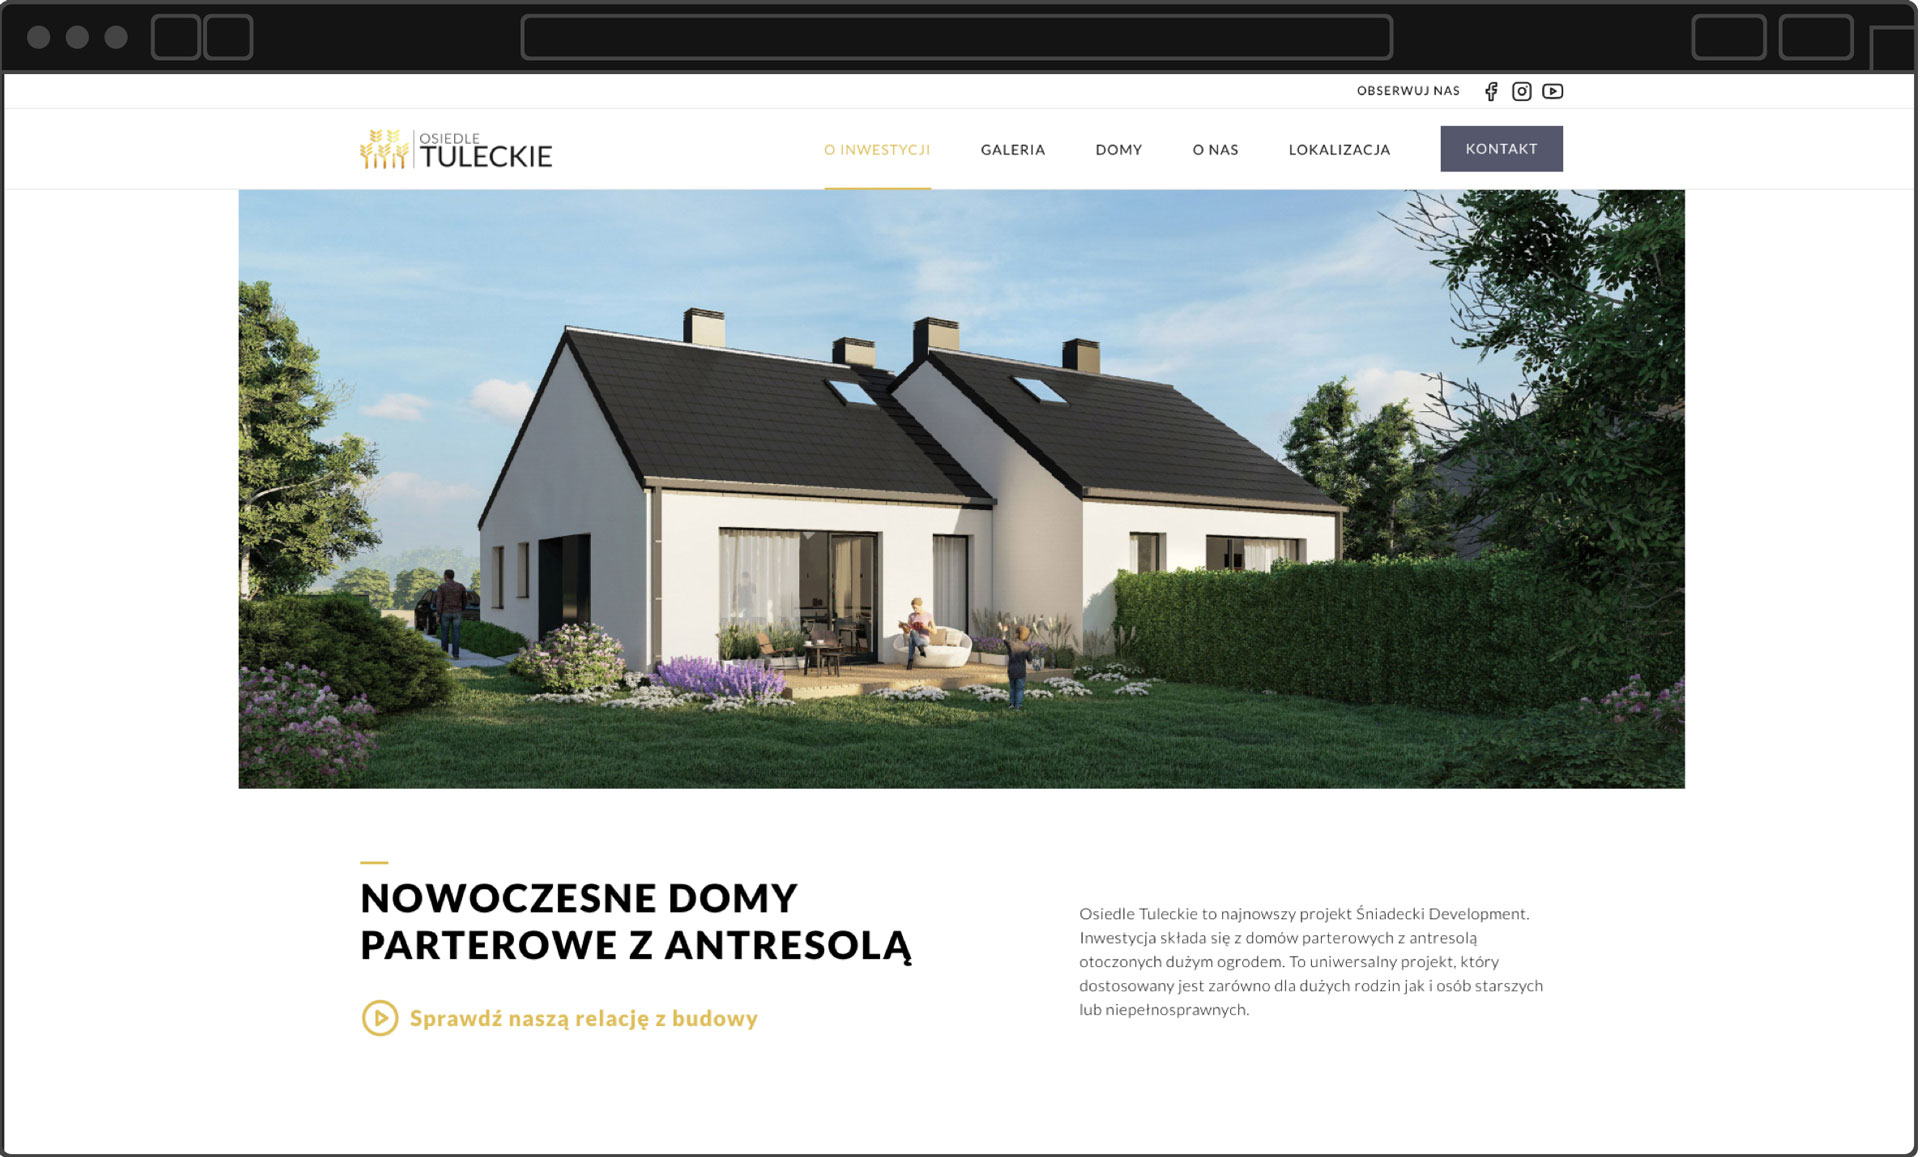 OBSERWUJ NAS
OSIEDLE
TULECKIE
O INWESTYCJI
GALERIA
DOMY
O NAS
LOKALIZACJA
KONTAKT
NOWOCZESNE DOMY
PARTEROWE Z ANTRESOLĄ
Sprawdź naszą relację z budowy
Osiedle Tuleckie to najnowszy projekt Śniadecki Development.
Inwestycja składa się z domów parterowych z antresolą
otoczonych dużym ogrodem. To uniwersalny projekt, który
dostosowany jest zarówno dla dużych rodzin jak i osób starszych
lub niepełnosprawnych.